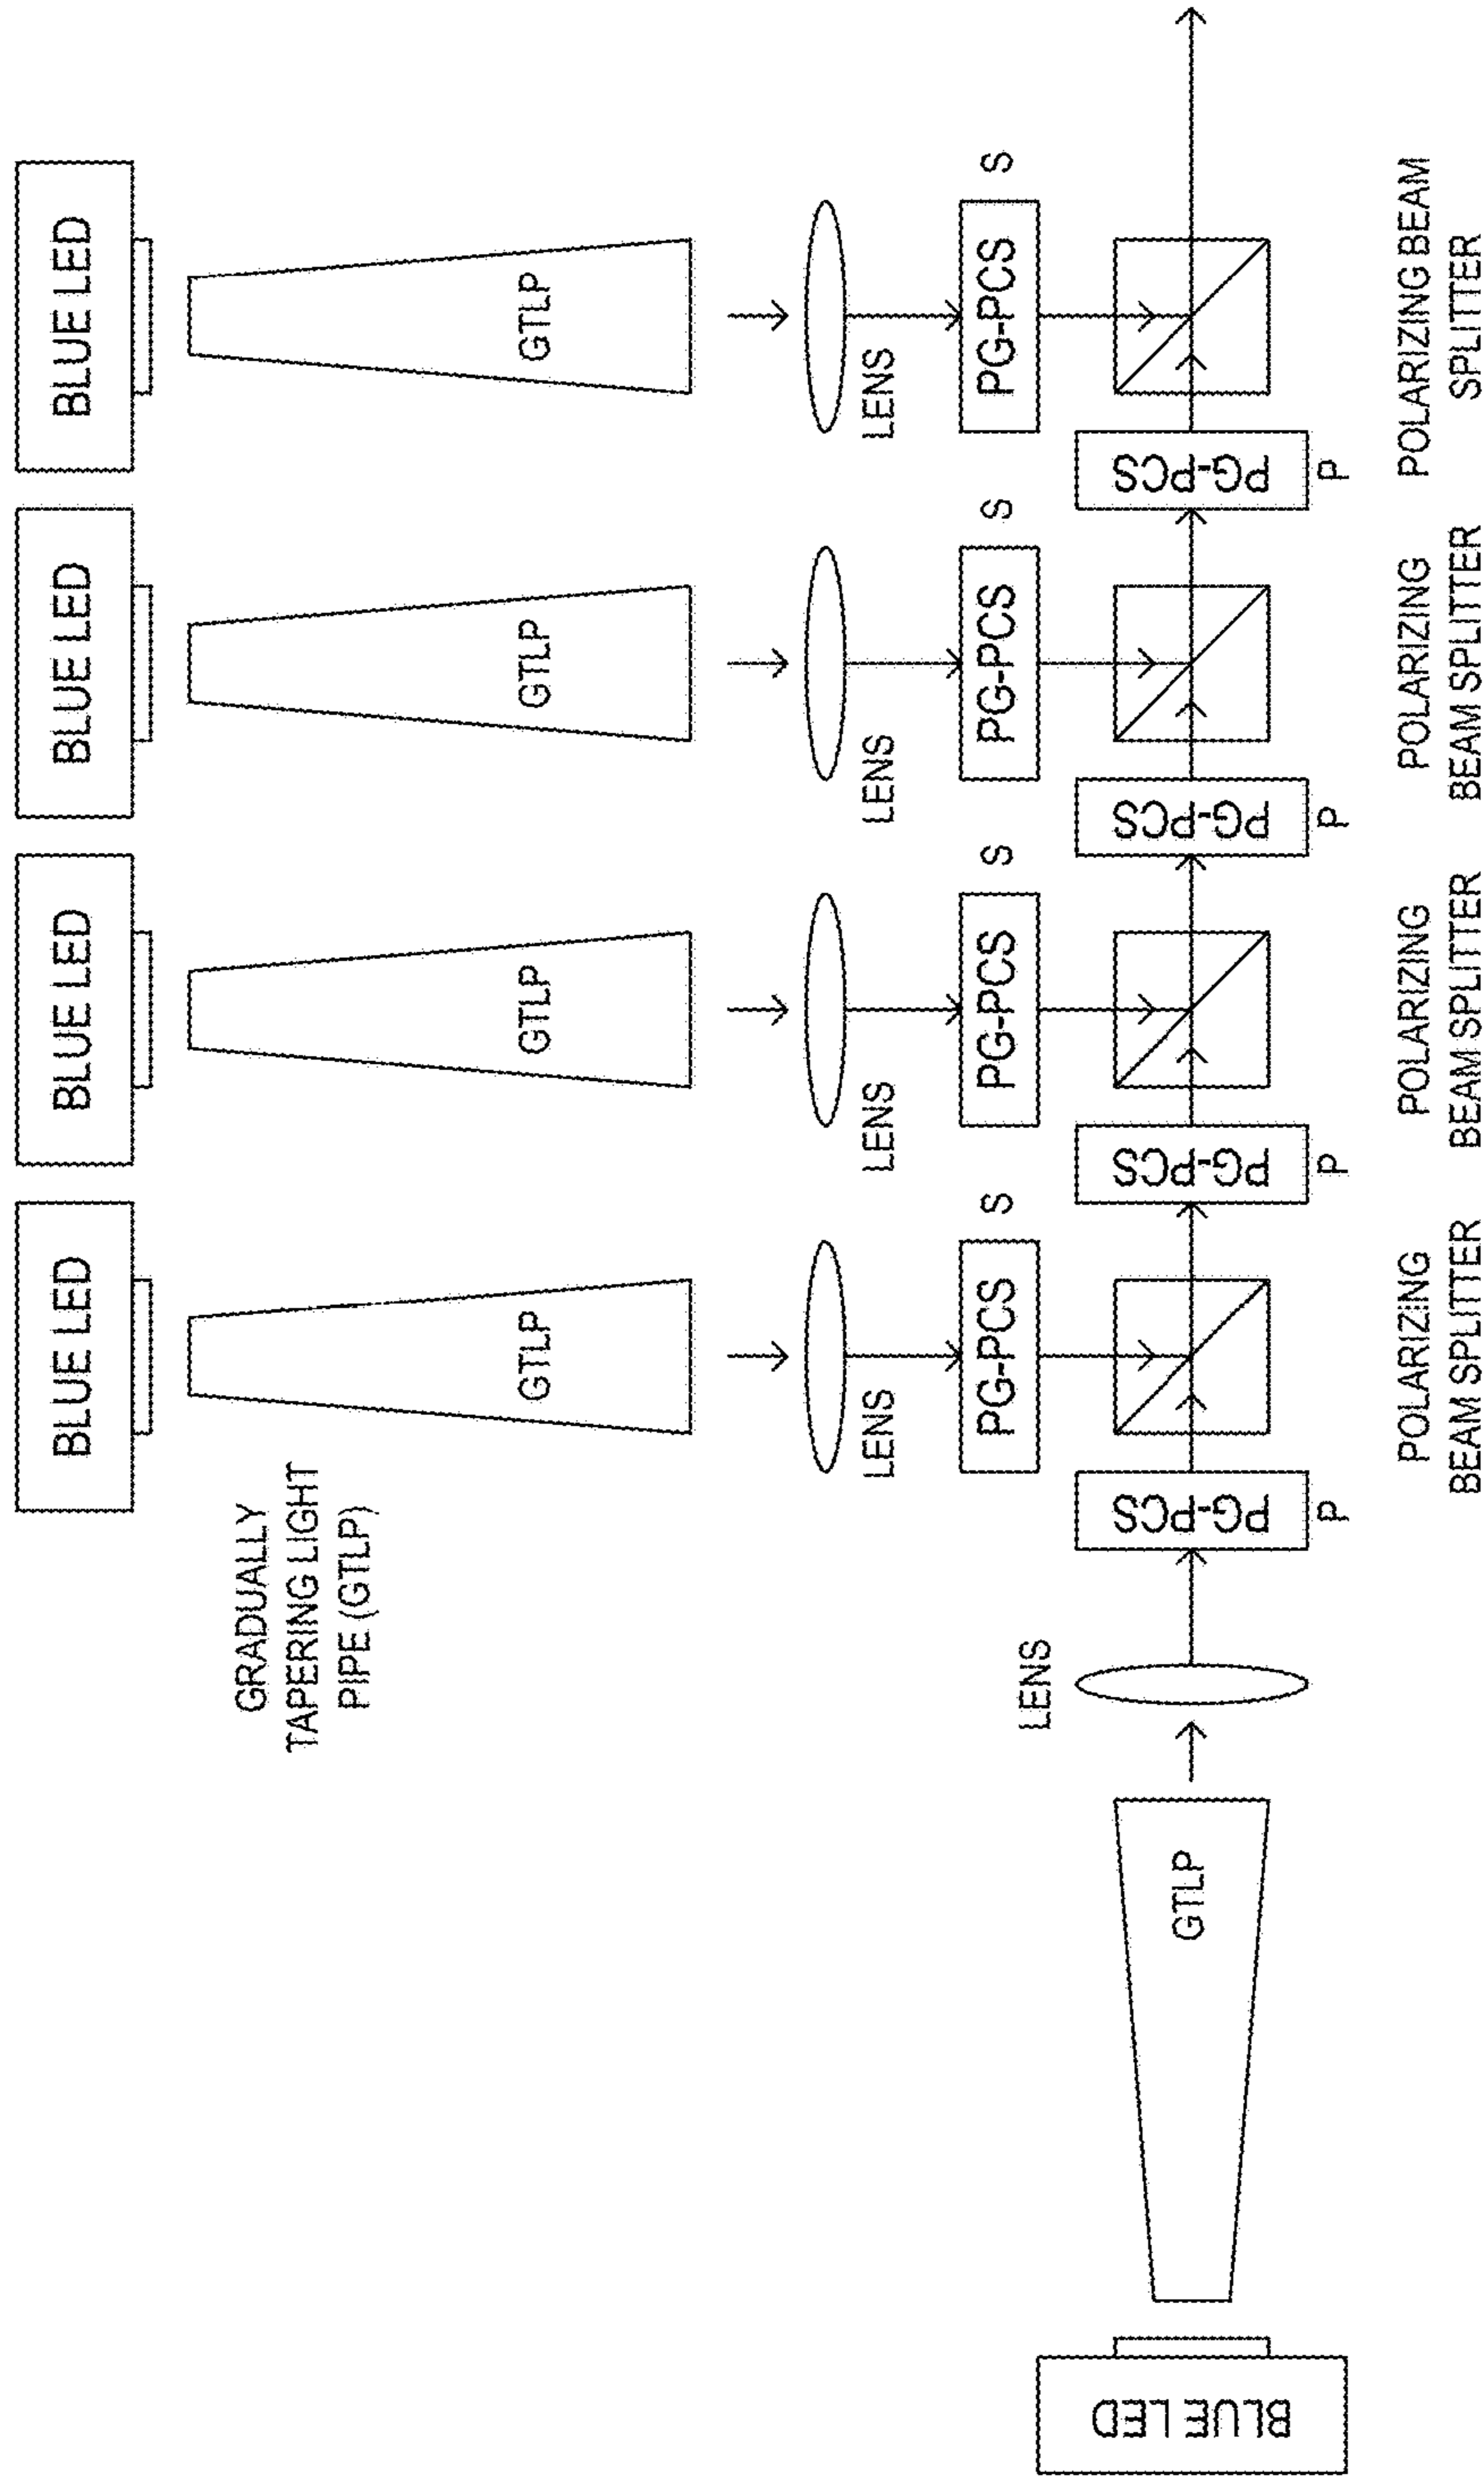 BLUE LED
BLUE LED
BLUE LED
BLUE LED
GRADUALLY
TAPERING LIGHT
PIPE (GTLP)
GTLP
GTLP
GTLP
GTLP
LENS
LENS
LENS
LENS
PG-PCS
S
PG-PCS
S
PG-PCS
S
PG-PCS
S
BLUE LED
GTLP
LENS
PG-PCS
P
PG-PCS
P
PG-PCS
P
PG-PCS
P
POLARIZING
BEAM SPLITTER
POLARIZING
BEAM SPLITTER
POLARIZING
BEAM SPLITTER
POLARIZING BEAM
SPLITTER